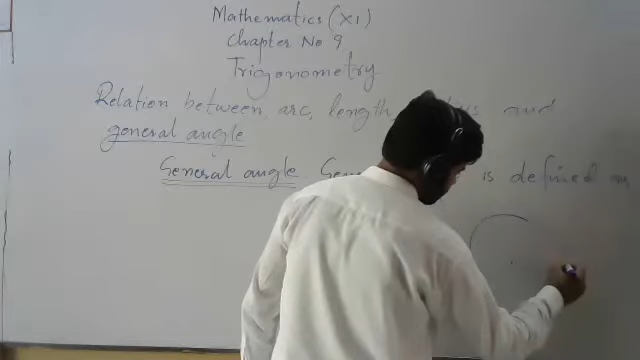 Mathematics (XI)
Chapter No 9
Trigonometry
Relation between arc, length, and
general angle
General angle is defined